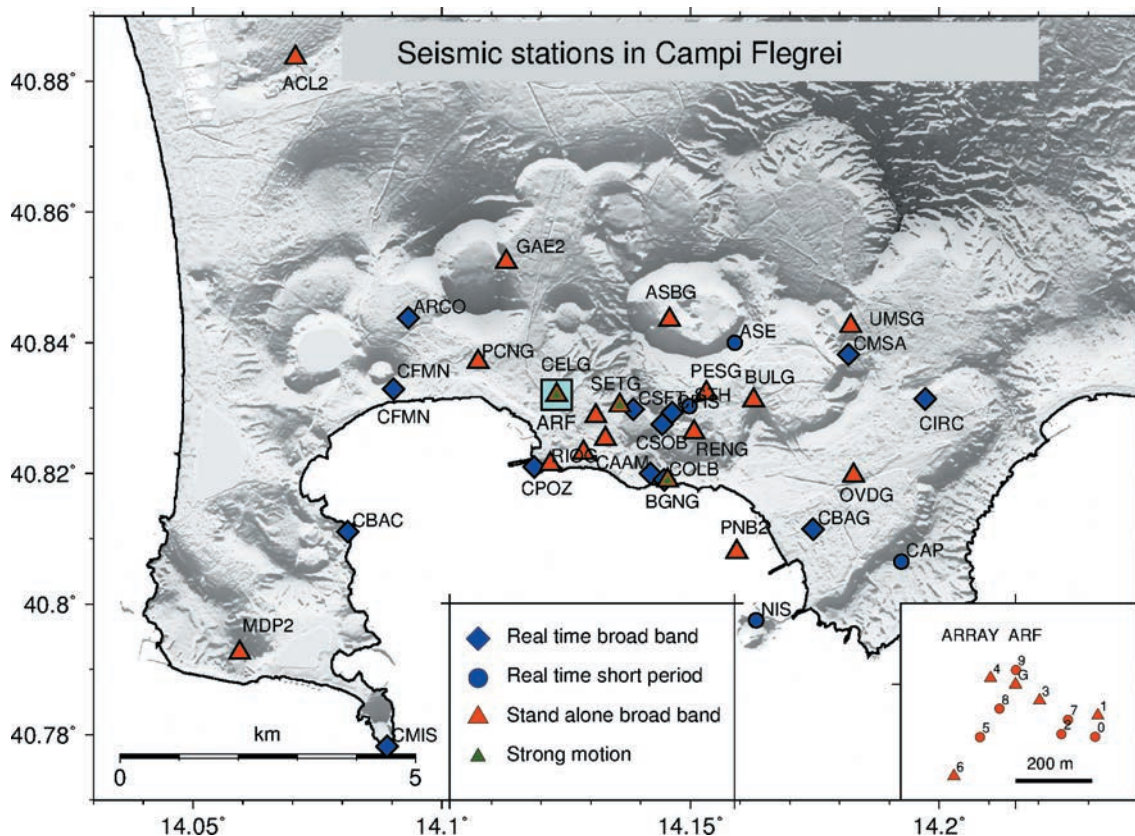 Seismic stations in Campi Flegrei
40.88°
40.86°
40.84°
40.82°
40.8°
40.78°
ACL2
GAE2
ARCO
ASBG
ASE
UMSG
CMSA
PCNG
CELG
PESG
BULG
CFMN
SETG
CSFT
STH
CFMN
ARF
CIRC
CSOB
RENG
RIOG
CAAM
COLB
CPOZ
BGNG
OVDG
CBAC
PNB2
CBAG
CAP
NIS
MDP2
CMIS
km
0
5
Real time broad band
Real time short period
Stand alone broad band
Strong motion
ARRAY ARF
9
4
G
3
8
7
1
5
2
0
6
200 m
14.05°
14.1°
14.15°
14.2°